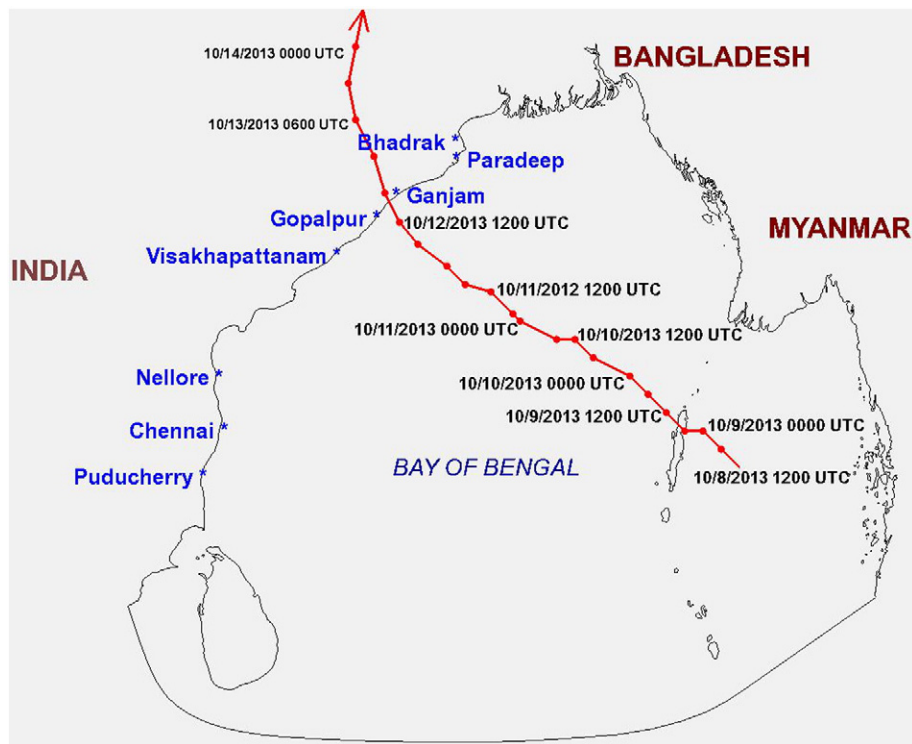 BANGLADESH
10/14/2013 0000 UTC
10/13/2013 0600 UTC
Bhadrak *
* Paradeep
* Ganjam
Gopalpur *
10/12/2013 1200 UTC
MYANMAR
Visakhapattanam *
INDIA
10/11/2012 1200 UTC
10/11/2013 0000 UTC
10/10/2013 1200 UTC
Nellore *
10/10/2013 0000 UTC
10/9/2013 1200 UTC
10/9/2013 0000 UTC
Chennai *
BAY OF BENGAL
Puducherry *
10/8/2013 1200 UTC